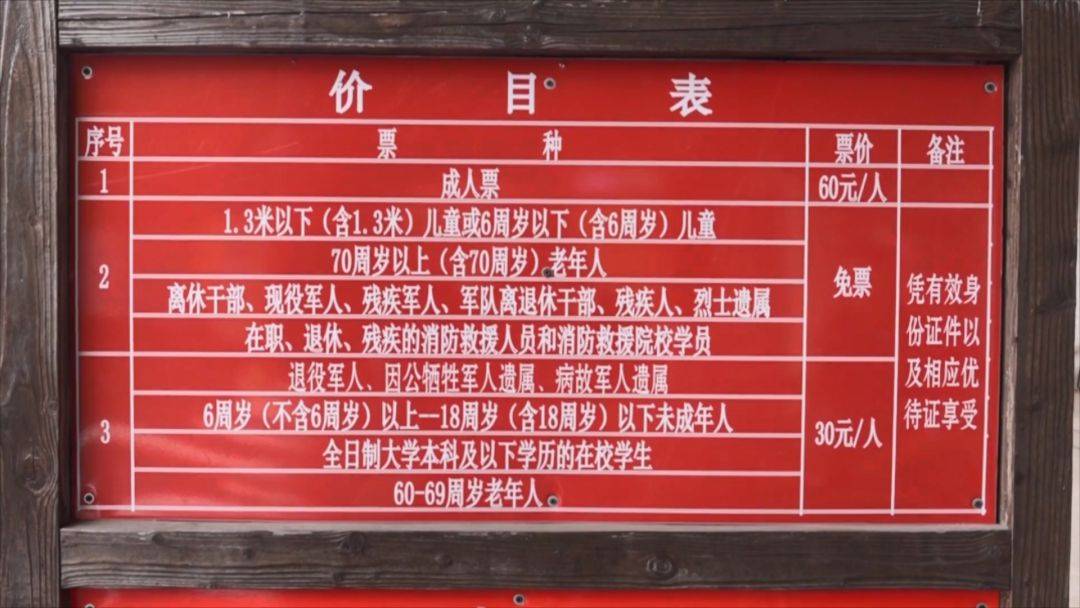 价目表
序号 票种 票价 备注
1 成人票 60元/人
2 1.3米以下（含1.3米）儿童或6周岁以下（含6周岁）儿童 免票
70周岁以上（含70周岁）老年人
离休干部、现役军人、残疾军人、军队离退休干部、残疾人、烈士遗属
在职、退休、残疾的消防救援人员和消防救援院校学员
3 退役军人、因公牺牲军人遗属、病故军人遗属 30元/人
6周岁（不含6周岁）以上--18周岁（含18周岁）以下未成年人
全日制大学本科及以下学历的在校学生
60-69周岁老年人
凭有效身
份证件以
及相应优
待证享受